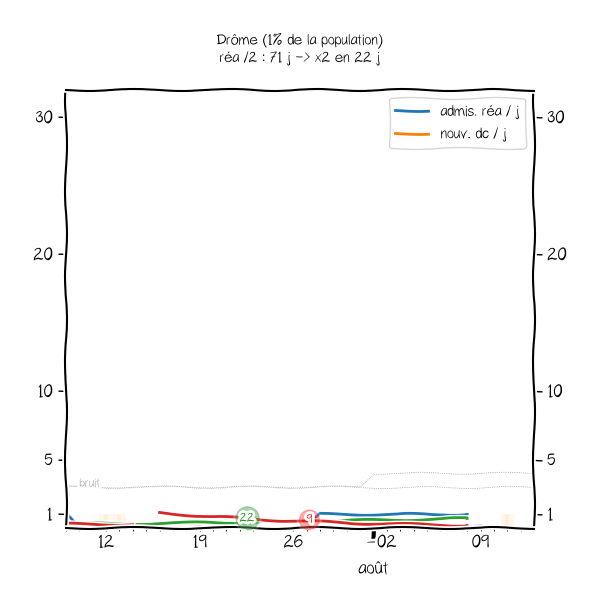 Drôme (1% de la population)
réa /2 : 71 j -> x2 en 22 j
admis. réa / j
nouv. dc / j
30
30
20
20
10
10
5
5
bruit
1
22
9
1
12
19
26
02
09
août